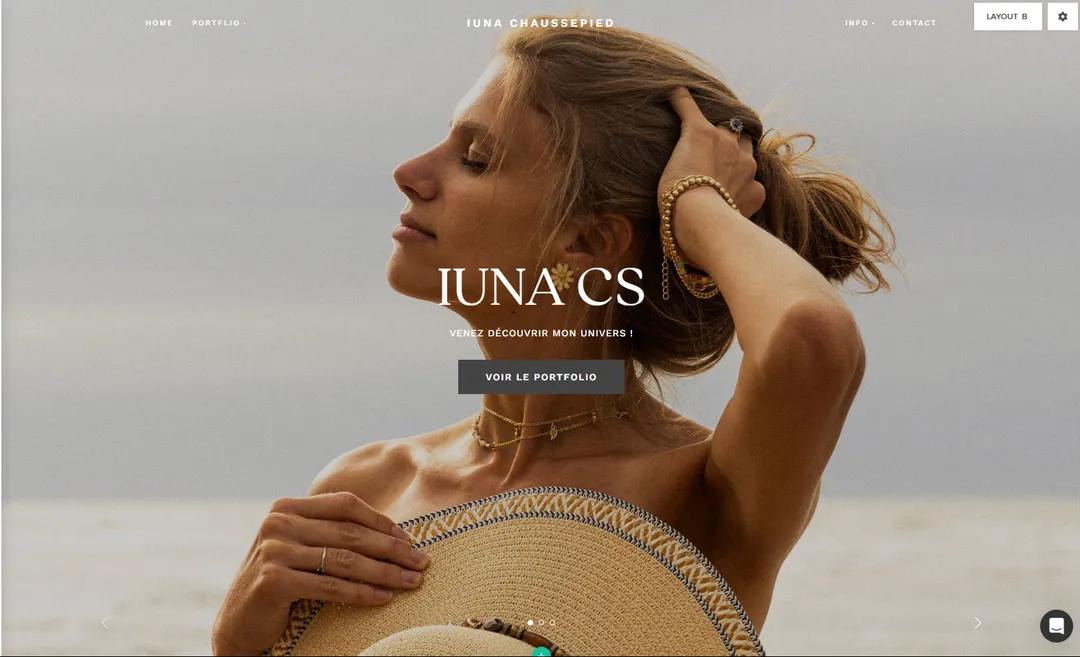 HOME
PORTFLIO
IUNA CHAUSSEPIED
INFO
CONTACT
LAYOUT B
IUNA CS
VENEZ DÉCOUVRIR MON UNIVERS !
VOIR LE PORTFOLIO